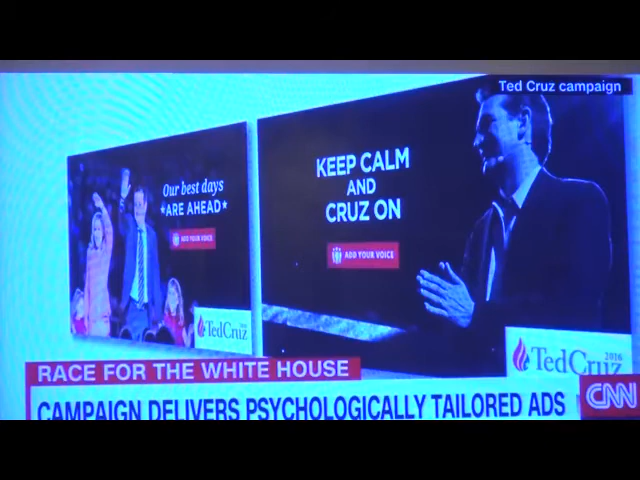 Ted Cruz campaign
Our best days
★ARE AHEAD★
ADD YOUR VOICE
TedCruz
KEEP CALM
AND
CRUZ ON
ADD YOUR VOICE
TedCruz
2016
RACE FOR THE WHITE HOUSE
CAMPAIGN DELIVERS PSYCHOLOGICALLY TAILORED ADS
CNN